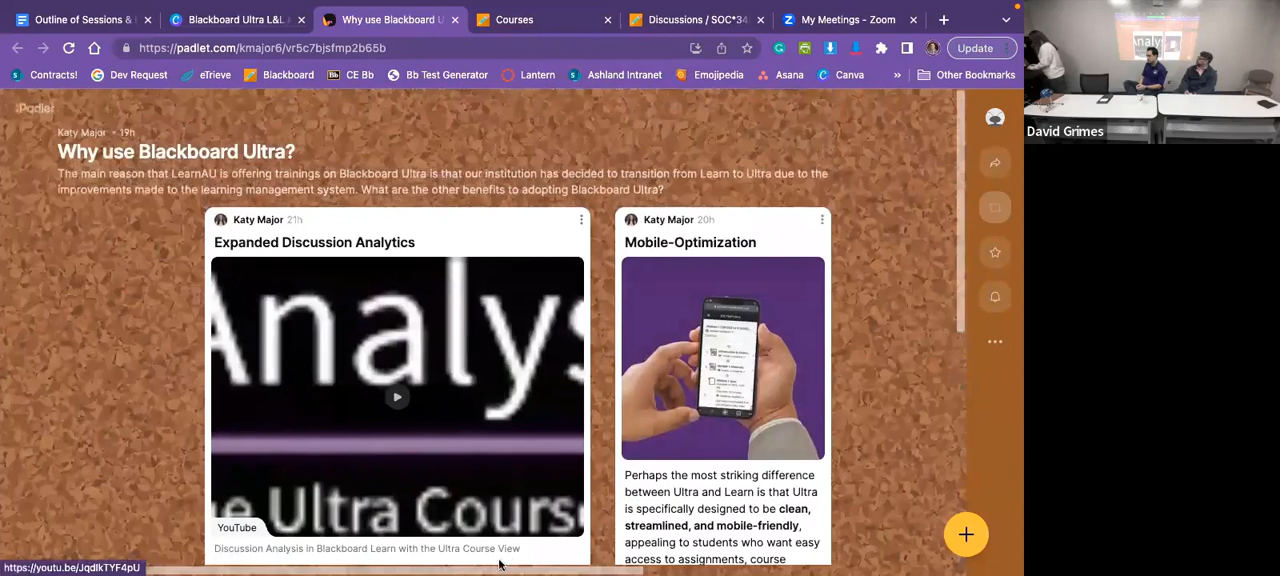 Outline of Sessions &
Blackboard Ultra L&L
Why use Blackboard U
Courses
Discussions / SOC*34
My Meetings - Zoom
https://padlet.com/kmajor6/vr5c7bjsfmp2b65b
Update
Contracts!
Dev Request
eTrieve
Blackboard
CE Bb
Bb Test Generator
Lantern
Ashland Intranet
Emojipedia
Asana
Canva
»
Other Bookmarks
Padlet
Katy Major • 19h
Why use Blackboard Ultra?
The main reason that LearnAU is offering trainings on Blackboard Ultra is that our institution has decided to transition from Learn to Ultra due to the
improvements made to the learning management system. What are the other benefits to adopting Blackboard Ultra?
Katy Major 21h
Expanded Discussion Analytics
Analys
e Ultra Course
YouTube
Discussion Analysis in Blackboard Learn with the Ultra Course View
Katy Major 20h
Mobile-Optimization
Perhaps the most striking difference
between Ultra and Learn is that Ultra
is specifically designed to be clean,
streamlined, and mobile-friendly,
appealing to students who want easy
access to assignments, course
https://youtu.be/JqdIkTYF4pU
Analy
David Grimes